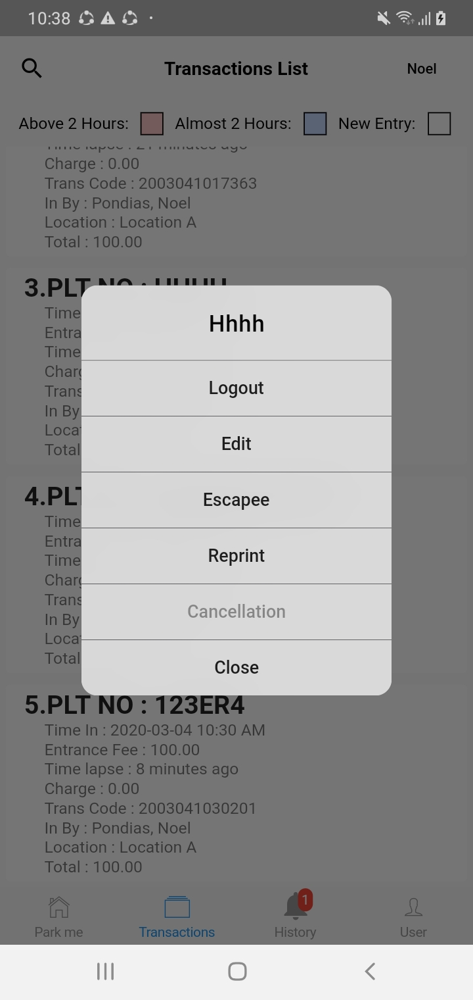 10:38
Transactions List
Noel
Above 2 Hours:
Almost 2 Hours:
New Entry:
Time lapse : 21 minutes ago
Charge : 0.00
Trans Code : 2003041017363
In By : Pondias, Noel
Location : Location A
Total : 100.00
3.PLT NO : HHHH
Time
Entra
Time
Charg
Trans
In By
Locat
Total
Hhhh
Logout
Edit
Escapee
Reprint
Cancellation
Close
4.PLT
Time
Entra
Time
Charg
Trans
In By
Locat
Total
5.PLT NO : 123ER4
Time In : 2020-03-04 10:30 AM
Entrance Fee : 100.00
Time lapse : 8 minutes ago
Charge : 0.00
Trans Code : 2003041030201
In By : Pondias, Noel
Location : Location A
Total : 100.00
1
Park me
Transactions
History
User